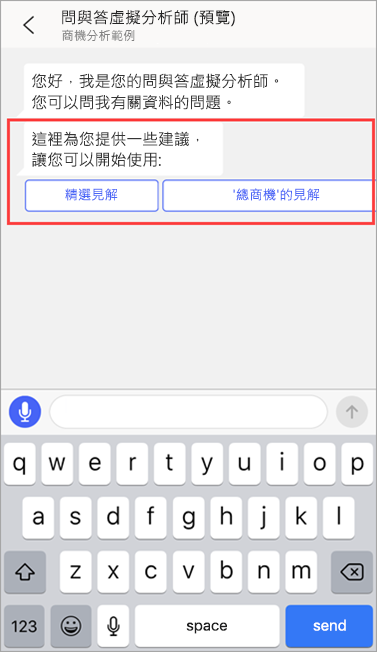 問與答虛擬分析師 (預覽)
商機分析範例
您好，我是您的問與答虛擬分析師。
您可以問我有關資料的問題。
這裡為您提供一些建議，
讓您可以開始使用:
精選見解
'總商機'的見解
q w e r t y u i o p
a s d f g h j k l
z x c v b n m
123 space send